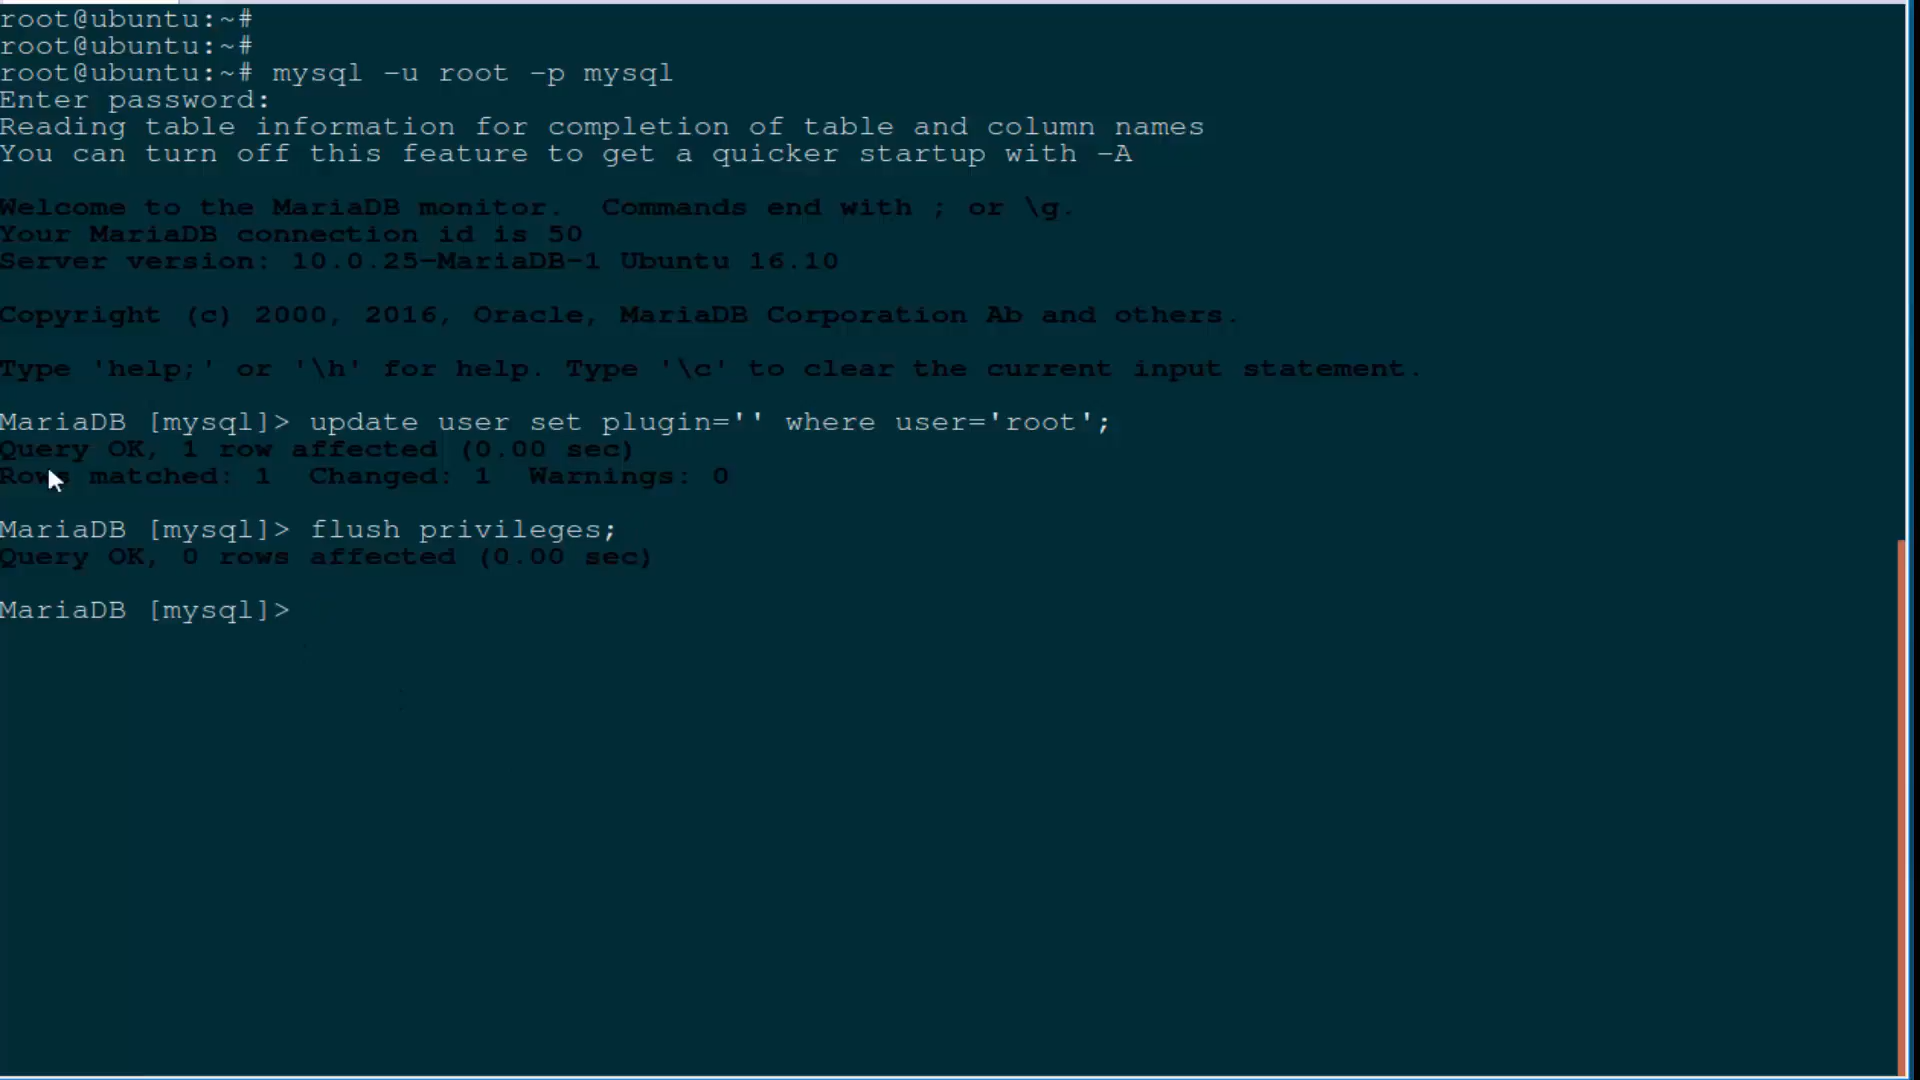 root@ubuntu:~#
root@ubuntu:~#
root@ubuntu:~# mysql -u root -p mysql
Enter password:
Reading table information for completion of table and column names
You can turn off this feature to get a quicker startup with -A
Welcome to the MariaDB monitor.  Commands end with ; or \g.
Your MariaDB connection id is 50
Server version: 10.0.25-MariaDB-1 Ubuntu 16.10
Copyright (c) 2000, 2016, Oracle, MariaDB Corporation Ab and others.
Type 'help;' or '\h' for help. Type '\c' to clear the current input statement.
MariaDB [mysql]> update user set plugin='' where user='root';
Query OK, 1 row affected (0.00 sec)
Rows matched: 1  Changed: 1  Warnings: 0
MariaDB [mysql]> flush privileges;
Query OK, 0 rows affected (0.00 sec)
MariaDB [mysql]>